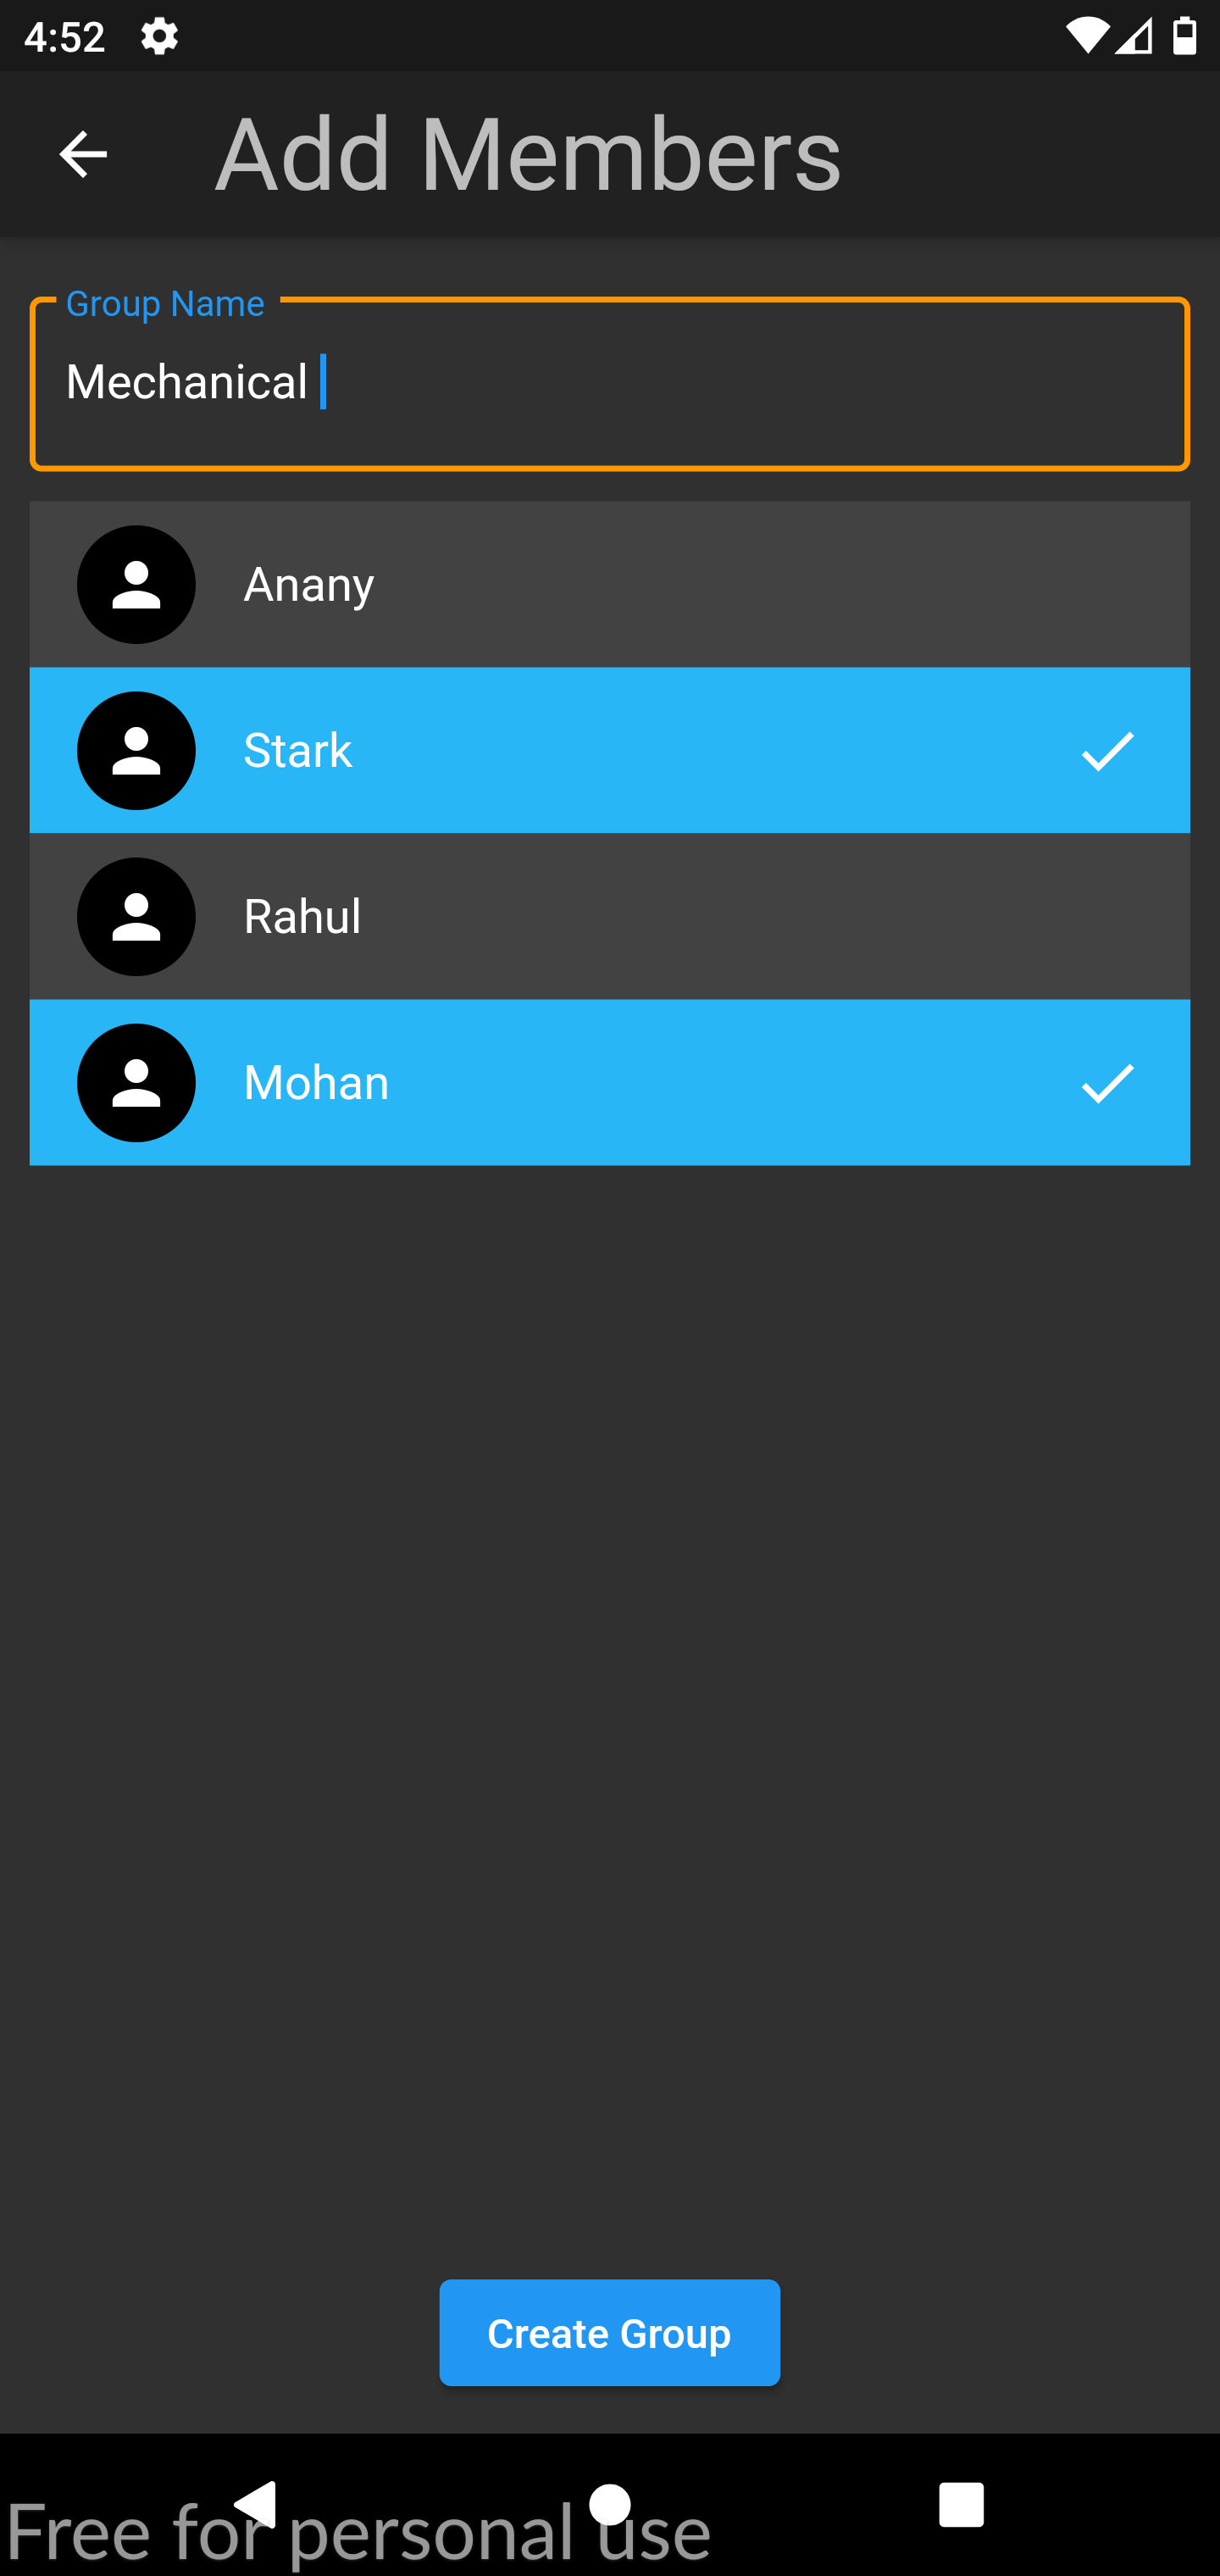 4:52
Add Members
Group Name
Mechanical
Anany
Stark
Rahul
Mohan
Create Group
Free for personal use